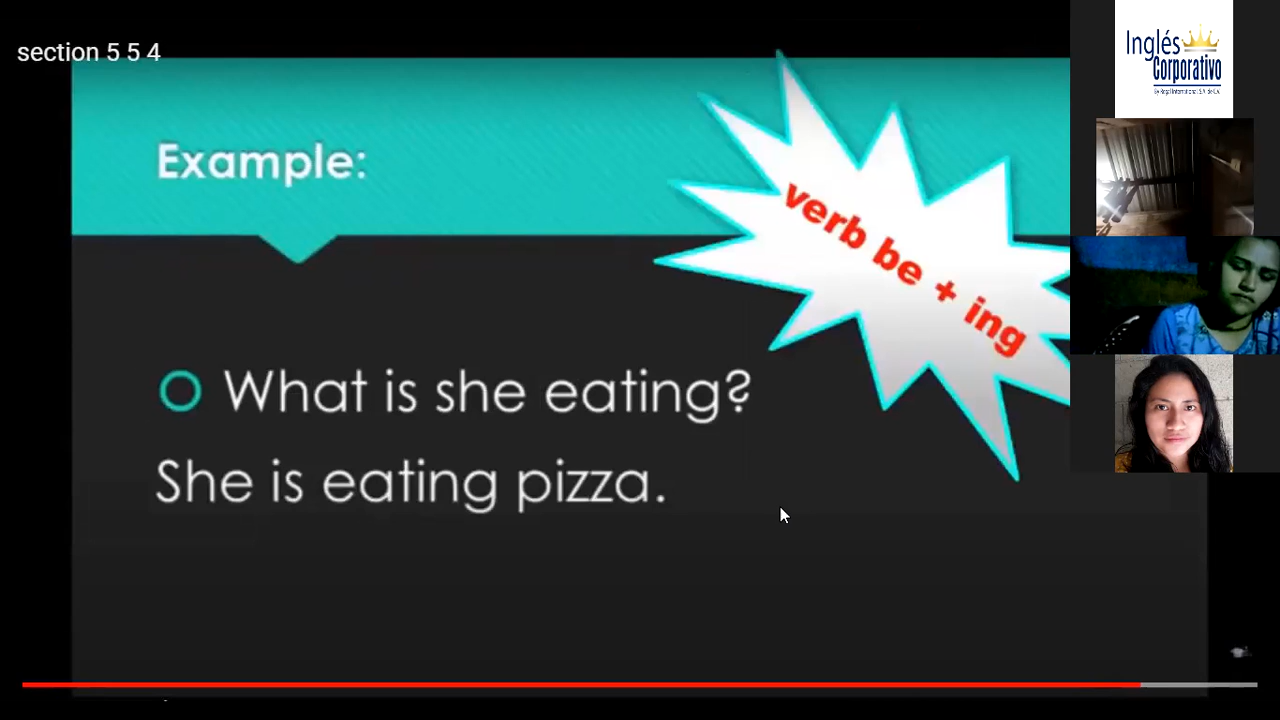 section 5 5 4
Example:
verb be + ing
What is she eating?
She is eating pizza.
Inglés
Corporativo